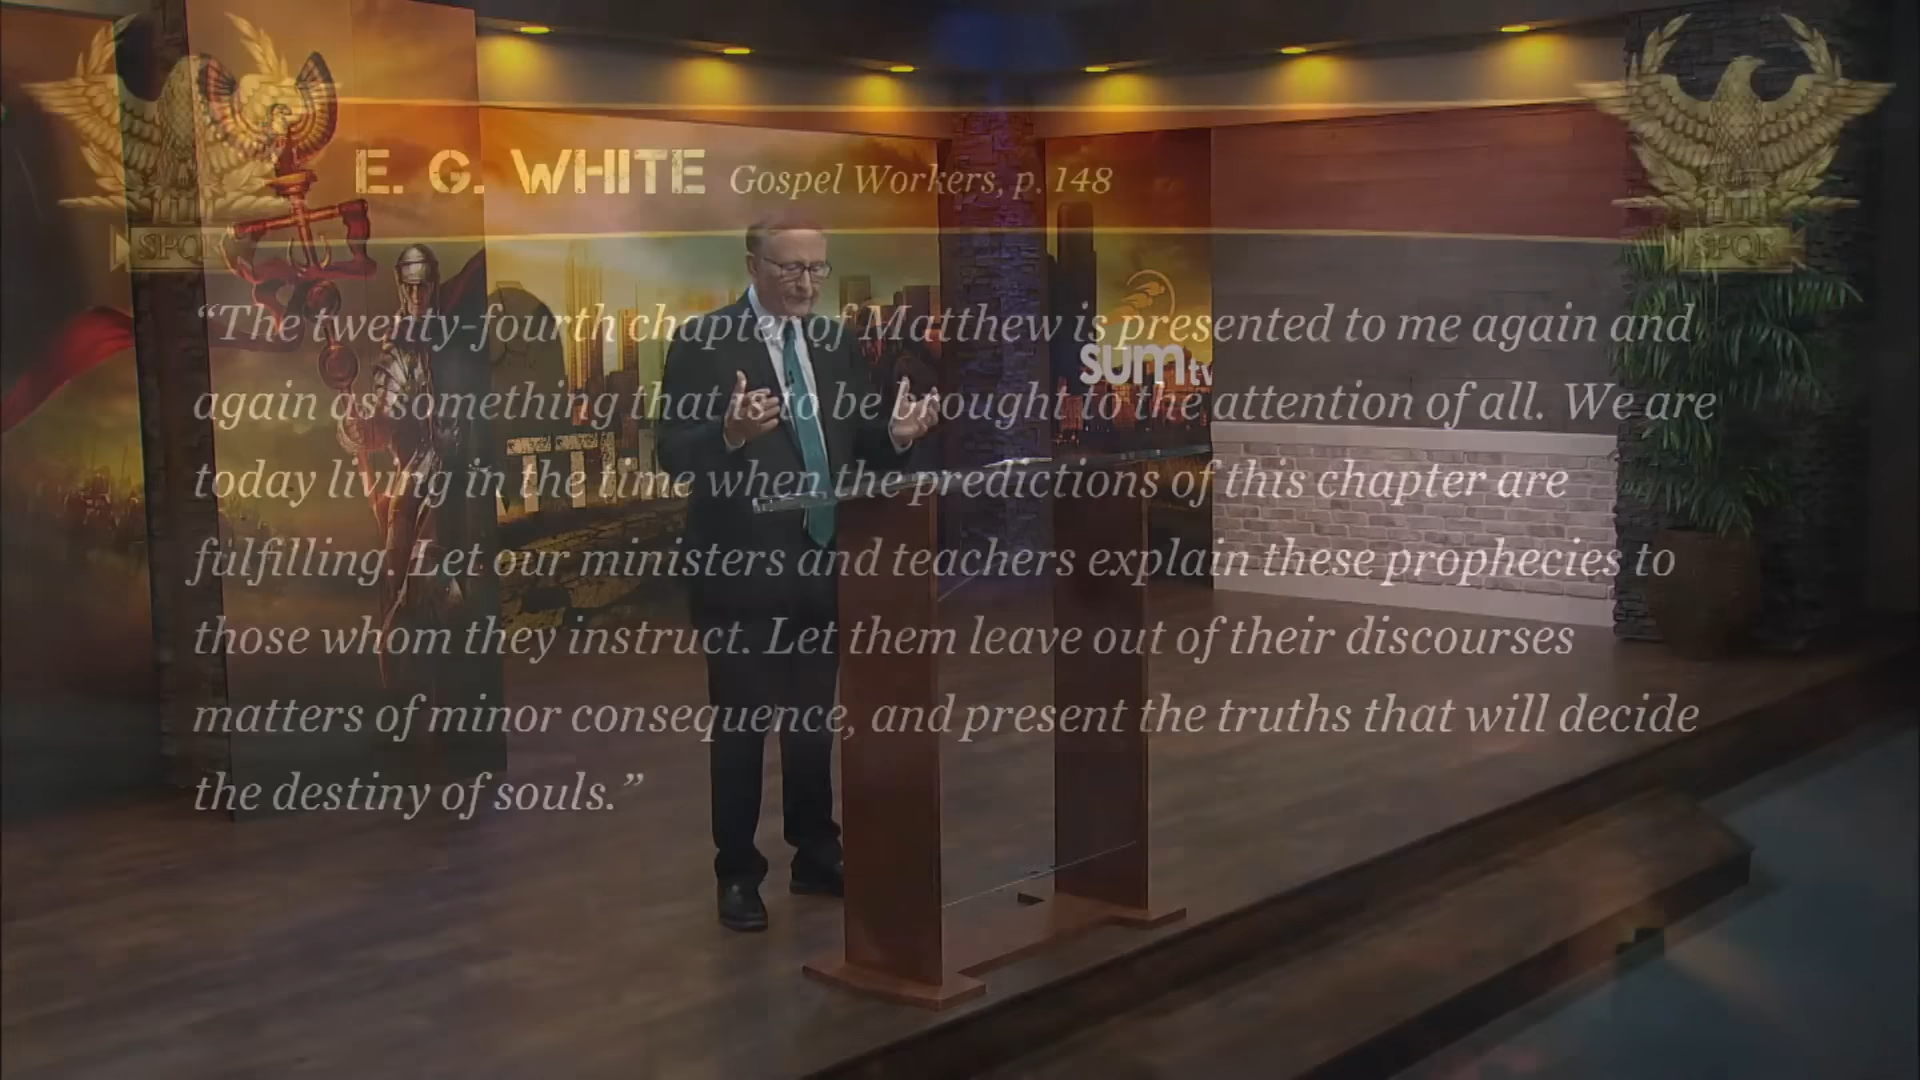 E. G. WHITE Gospel Workers, p. 148
SPQR
SPQR
“The twenty-fourth chapter of Matthew is presented to me again and
again as something that is to be brought to the attention of all. We are
today living in the time when the predictions of this chapter are
fulfilling. Let our ministers and teachers explain these prophecies to
those whom they instruct. Let them leave out of their discourses
matters of minor consequence, and present the truths that will decide
the destiny of souls.”
sumtv